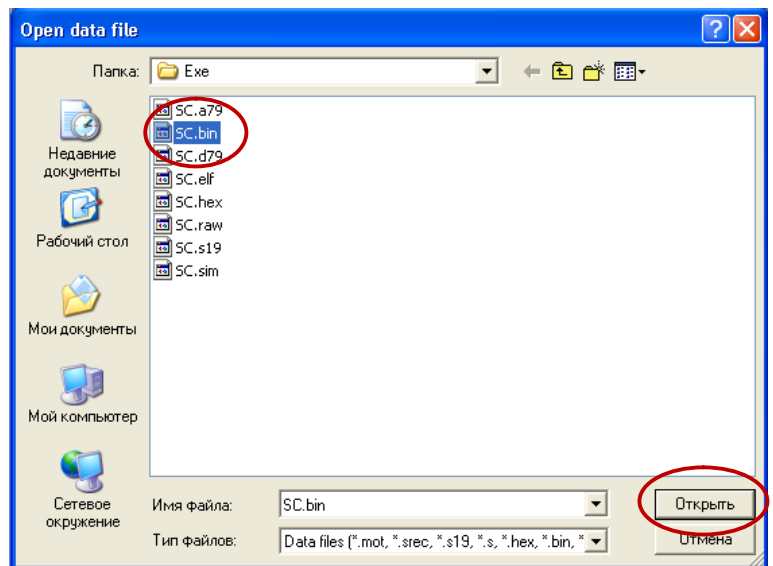 Open data file
Папка: Exe
SC.a79
SC.bin
SC.d79
SC.elf
SC.hex
SC.raw
SC.s19
SC.sim
Недавние
документы
Рабочий стол
Мои документы
Мой компьютер
Сетевое
окружение
Имя файла: SC.bin Открыть
Тип файлов: Data files (*.mot, *.srec, *.s19, *.s, *.hex, *.bin, * Отмена